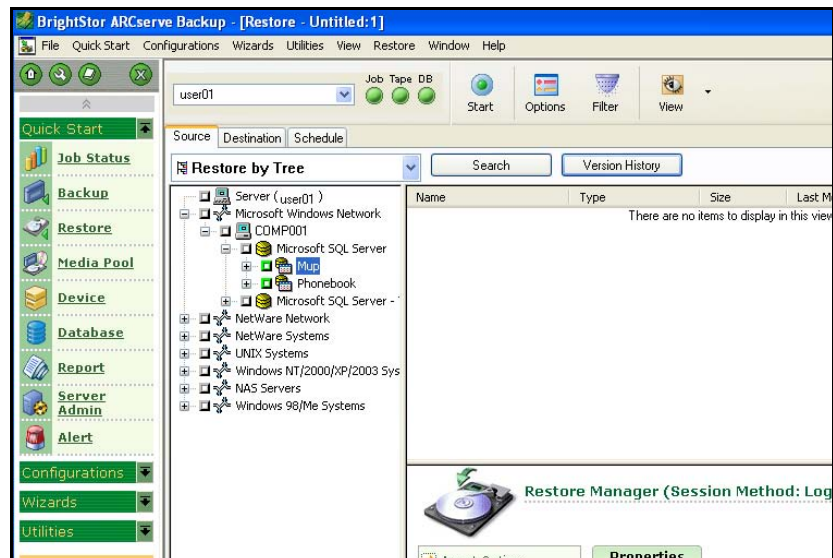 BrightStor ARCserve Backup - [Restore - Untitled:1]
File Quick Start Configurations Wizards Utilities View Restore Window Help
user01
Job Tape DB
Start Options Filter View
Quick Start
Job Status
Backup
Restore
Media Pool
Device
Database
Report
Server
Admin
Alert
Configurations
Wizards
Utilities
Source Destination Schedule
Restore by Tree
Search Version History
Server (user01 )
Microsoft Windows Network
COMP001
Microsoft SQL Server
Mup
Phonebook
Microsoft SQL Server -
NetWare Network
NetWare Systems
UNIX Systems
Windows NT/2000/XP/2003 Sys
NAS Servers
Windows 98/Me Systems
Name Type Size Last M
There are no items to display in this view
Restore Manager (Session Method: Log
Properties